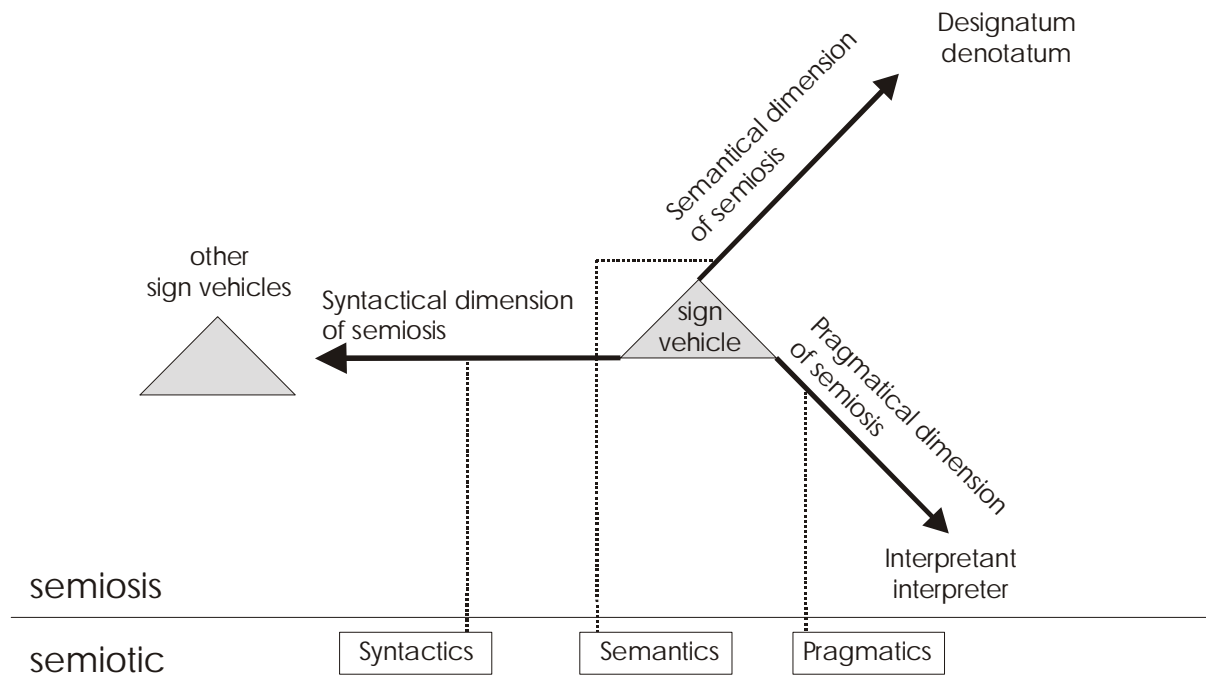 Designatum
denotatum
Semantical dimension
of semiosis
other
sign vehicles
Syntactical dimension
of semiosis
sign
vehicle
Pragmatical dimension
of semiosis
Interpretant
interpreter
semiosis
semiotic
Syntactics
Semantics
Pragmatics